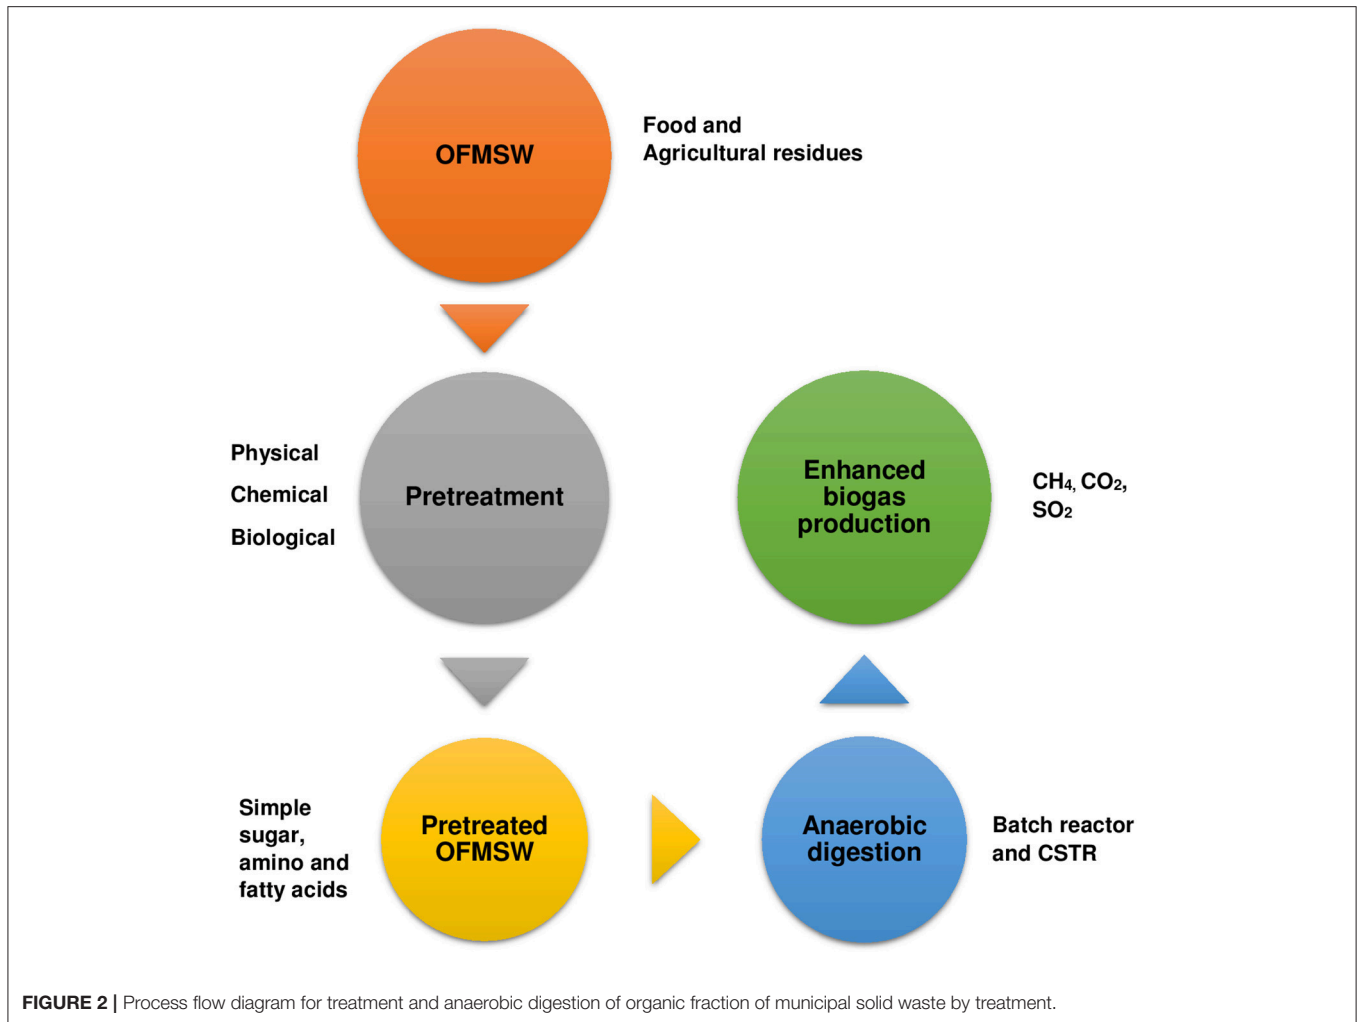 OFMSW
Food and
Agricultural residues
Physical
Chemical
Biological
Pretreatment
Enhanced
biogas
production
CH₄, CO₂,
SO₂
Simple
sugar,
amino and
fatty acids
Pretreated
OFMSW
Anaerobic
digestion
Batch reactor
and CSTR
FIGURE 2 | Process flow diagram for treatment and anaerobic digestion of organic fraction of municipal solid waste by treatment.